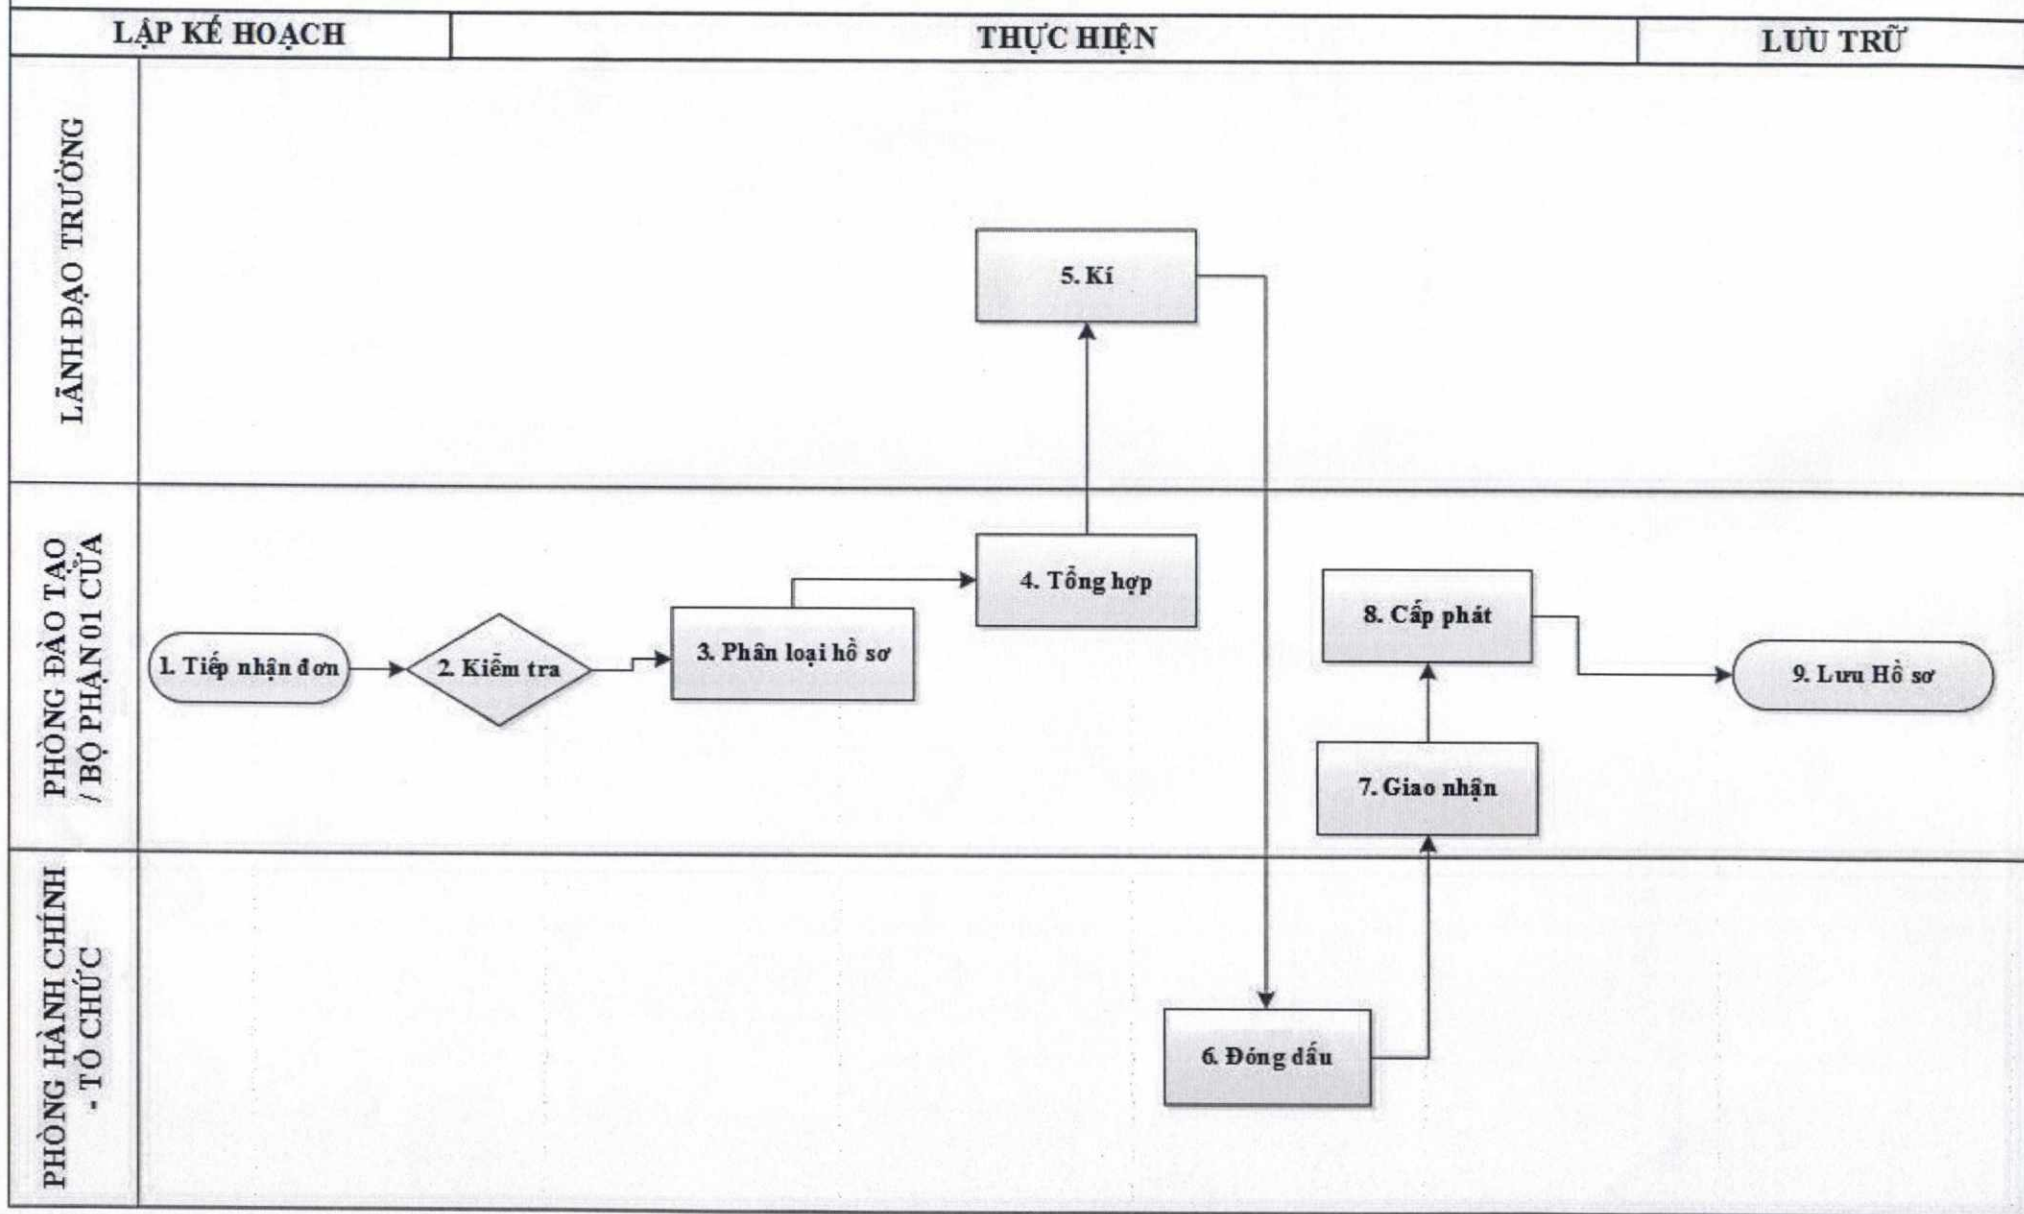 LẬP KẾ HOẠCH
THỰC HIỆN
LƯU TRỮ
LÃNH ĐẠO TRƯỜNG
5. Kí
PHÒNG ĐÀO TẠO
/ BỘ PHẬN 01 CỬA
1. Tiếp nhận đơn
2. Kiểm tra
3. Phân loại hồ sơ
4. Tổng hợp
8. Cấp phát
9. Lưu Hồ sơ
7. Giao nhận
PHÒNG HÀNH CHÍNH
- TỔ CHỨC
6. Đóng dấu